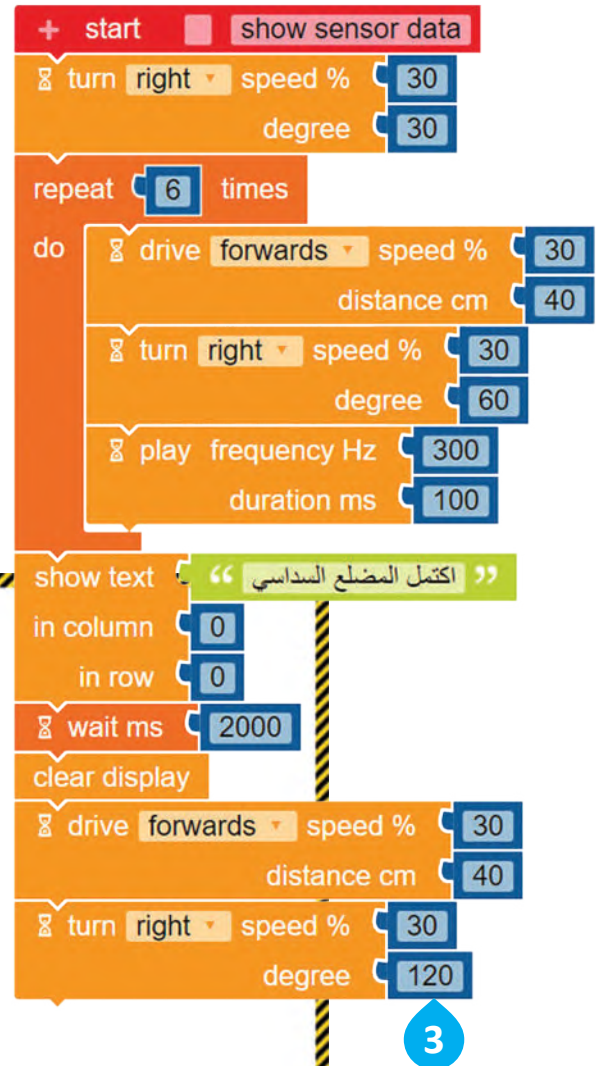 + start show sensor data
turn right speed % 30
degree 30
repeat 6 times
do
drive forwards speed % 30
distance cm 40
turn right speed % 30
degree 60
play frequency Hz 300
duration ms 100
show text “ اكتمل المضلع السداسي ”
in column 0
in row 0
wait ms 2000
clear display
drive forwards speed % 30
distance cm 40
turn right speed % 30
degree 120
3